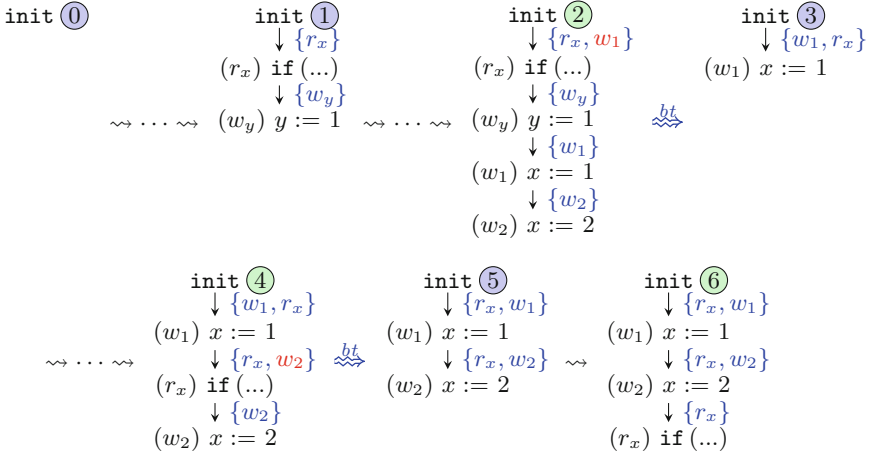 init 0 init 1 init 2 init 3
{r_x} {r_x, w_1} {w_1, r_x}
(r_x) if (...) (r_x) if (...) (w_1) x := 1
{w_y} {w_y}
⇝ ··· ⇝ (w_y) y := 1 ⇝ ··· ⇝ (w_y) y := 1 bt
{w_1}
(w_1) x := 1
{w_2}
(w_2) x := 2
init 4 init 5 init 6
{w_1, r_x} {r_x, w_1} {r_x, w_1}
(w_1) x := 1 (w_1) x := 1 (w_1) x := 1
⇝ ··· ⇝ {r_x, w_2} bt {r_x, w_2} ⇝ {r_x, w_2}
(r_x) if (...) (w_2) x := 2 (w_2) x := 2
{w_2} {r_x}
(w_2) x := 2 (r_x) if (...)